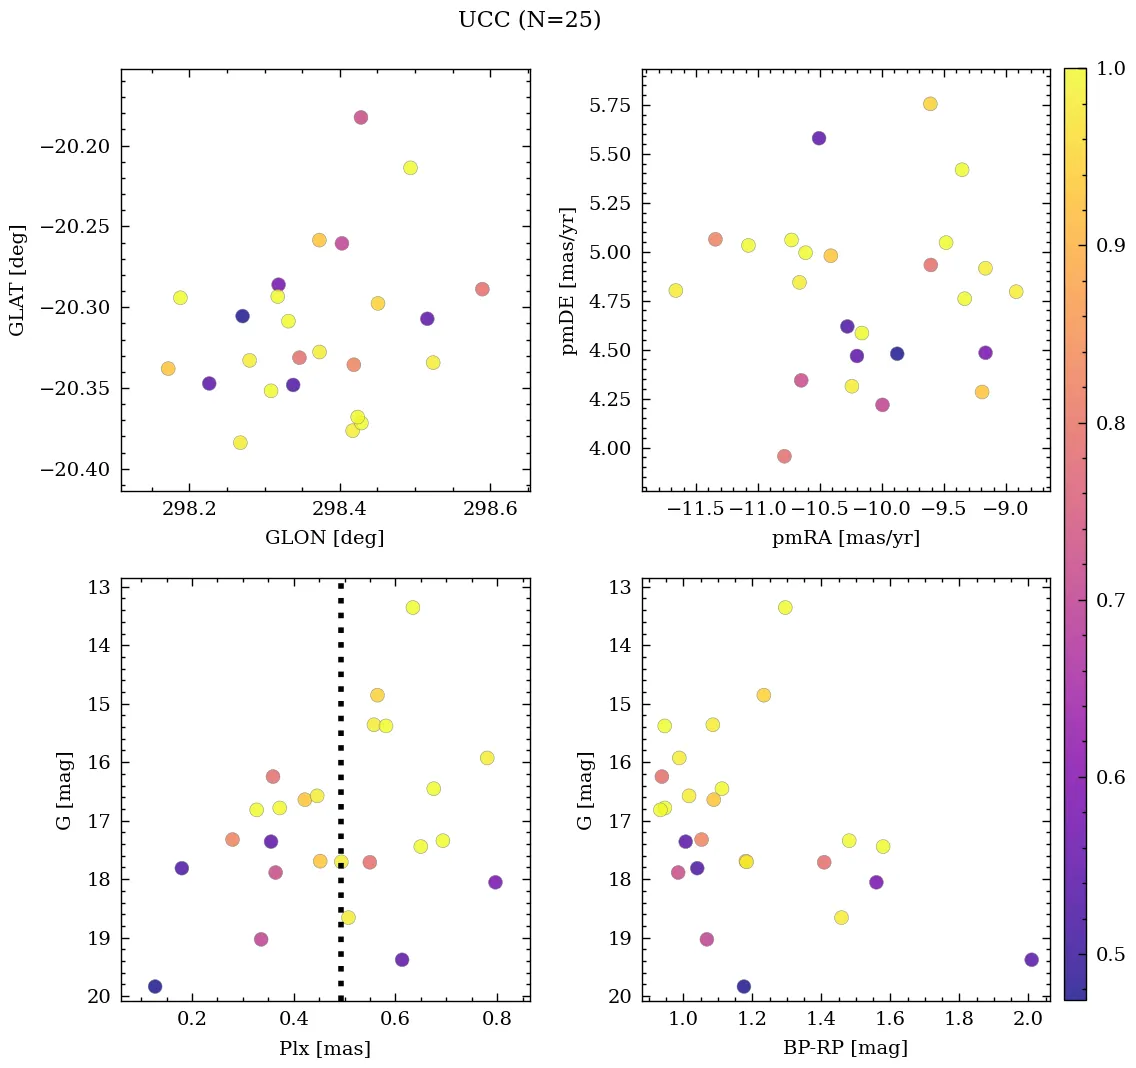 UCC (N=25)
−20.20
−20.25
−20.30
−20.35
−20.40
GLAT [deg]
298.2 298.4 298.6
GLON [deg]
5.75
5.50
5.25
5.00
4.75
4.50
4.25
4.00
pmDE [mas/yr]
−11.5 −11.0 −10.5 −10.0 −9.5 −9.0
pmRA [mas/yr]
13
14
15
16
17
18
19
20
G [mag]
0.2 0.4 0.6 0.8
Plx [mas]
13
14
15
16
17
18
19
20
G [mag]
1.0 1.2 1.4 1.6 1.8 2.0
BP-RP [mag]
1.0
0.9
0.8
0.7
0.6
0.5